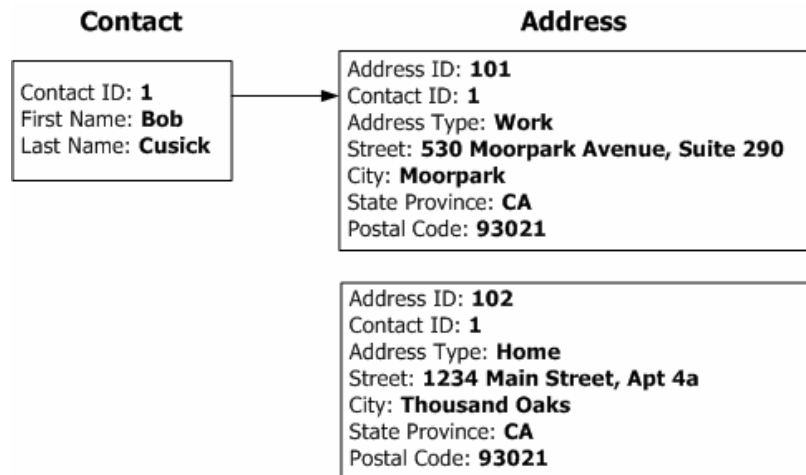 Contact
Address
Contact ID: 1
First Name: Bob
Last Name: Cusick
Address ID: 101
Contact ID: 1
Address Type: Work
Street: 530 Moorpark Avenue, Suite 290
City: Moorpark
State Province: CA
Postal Code: 93021
Address ID: 102
Contact ID: 1
Address Type: Home
Street: 1234 Main Street, Apt 4a
City: Thousand Oaks
State Province: CA
Postal Code: 93021